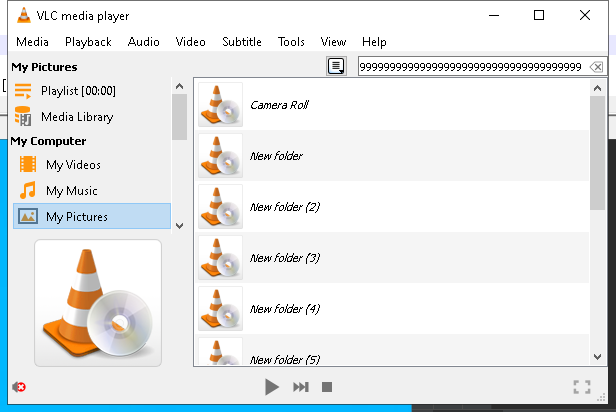 VLC media player
Media Playback Audio Video Subtitle Tools View Help
My Pictures
Playlist [00:00]
Media Library
My Computer
My Videos
My Music
My Pictures
99999999999999999999999999999999999999
Camera Roll
New folder
New folder (2)
New folder (3)
New folder (4)
New folder (5)